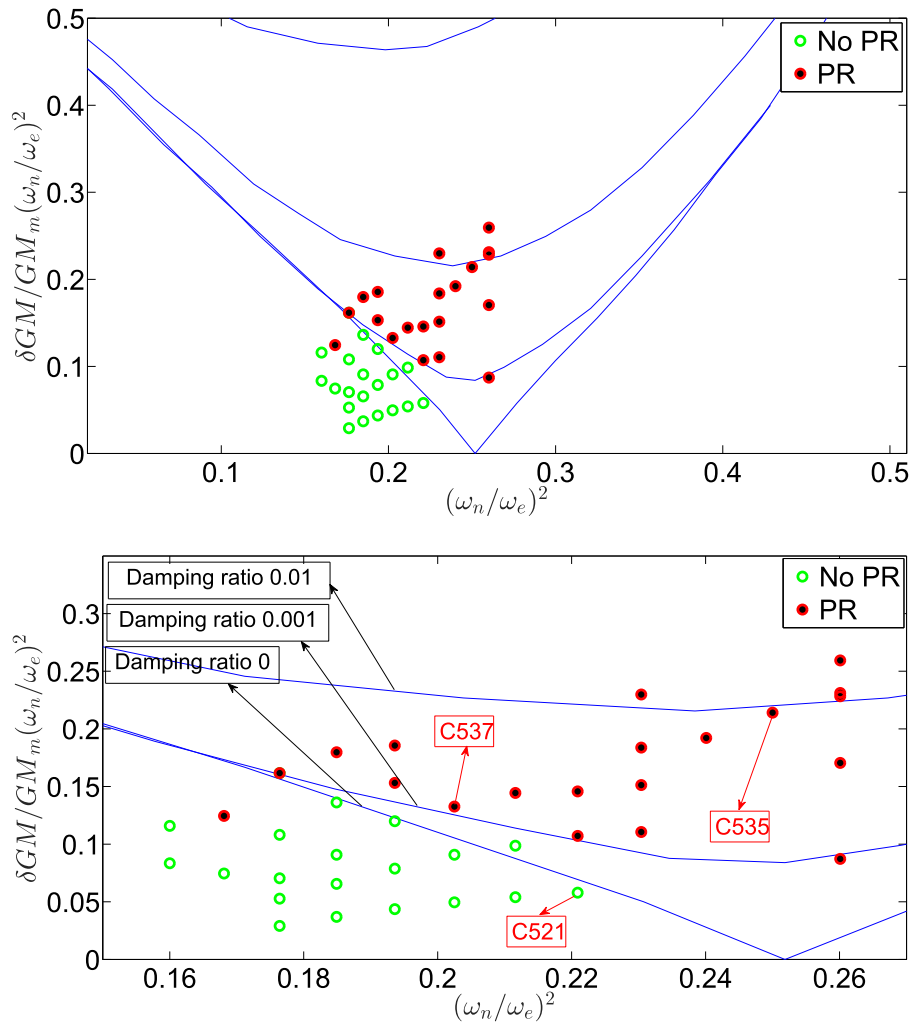 No PR
PR
0.5
0.4
0.3
0.2
0.1
0
δGM/GM_m(ω_n/ω_e)^2
0.1 0.2 0.3 0.4 0.5
(ω_n/ω_e)^2
No PR
PR
Damping ratio 0.01
Damping ratio 0.001
Damping ratio 0
C537
C535
C521
0.3
0.25
0.2
0.15
0.1
0.05
0
δGM/GM_m(ω_n/ω_e)^2
0.16 0.18 0.2 0.22 0.24 0.26
(ω_n/ω_e)^2